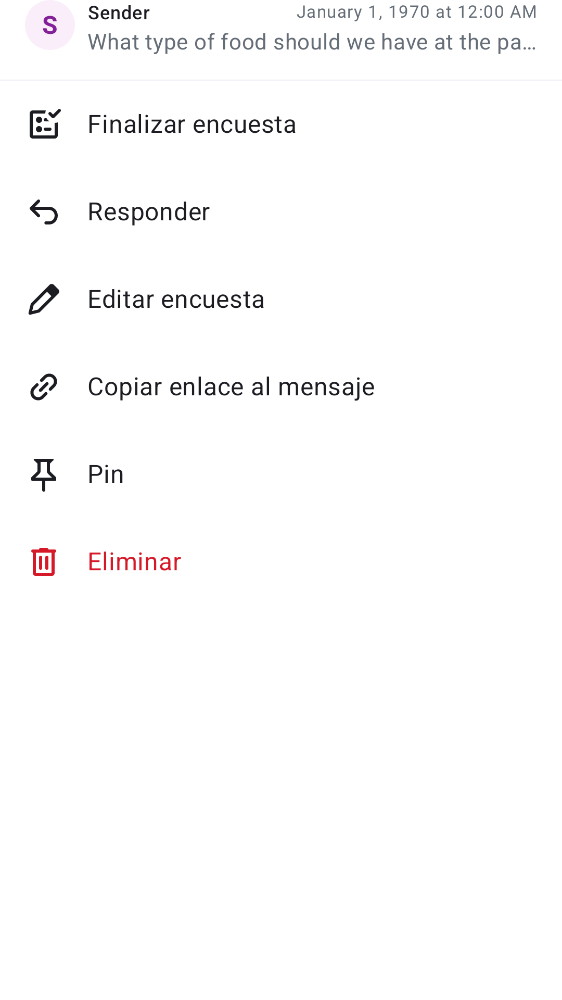 S
Sender
January 1, 1970 at 12:00 AM
What type of food should we have at the pa…
Finalizar encuesta
Responder
Editar encuesta
Copiar enlace al mensaje
Pin
Eliminar